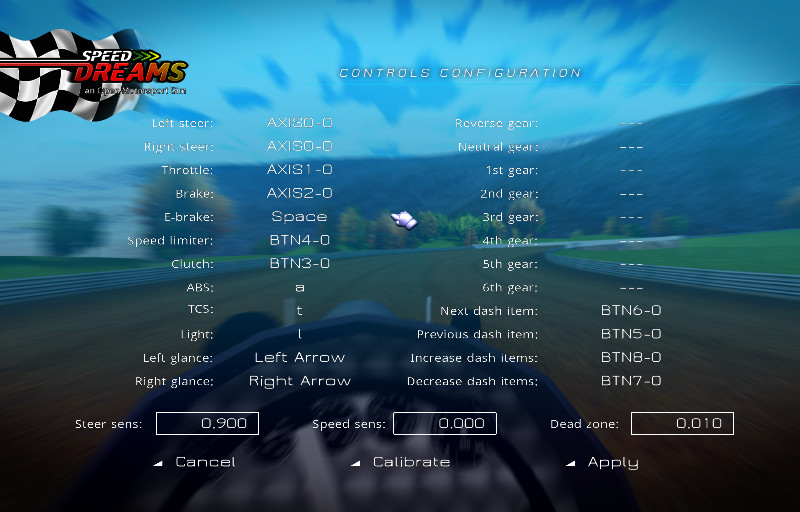 SPEED
DREAMS
an Open Motorsport Sim
CONTROLS CONFIGURATION
Left steer: AXIS0-0 Reverse gear: ---
Right steer: AXIS0-0 Neutral gear: ---
Throttle: AXIS1-0 1st gear: ---
Brake: AXIS2-0 2nd gear: ---
E-brake: Space 3rd gear: ---
Speed limiter: BTN4-0 4th gear: ---
Clutch: BTN3-0 5th gear: ---
ABS: a 6th gear: ---
TCS: t Next dash item: BTN6-0
Light: l Previous dash item: BTN5-0
Left glance: Left Arrow Increase dash items: BTN8-0
Right glance: Right Arrow Decrease dash items: BTN7-0
Steer sens: 0.900 Speed sens: 0.000 Dead zone: 0.010
Cancel Calibrate Apply